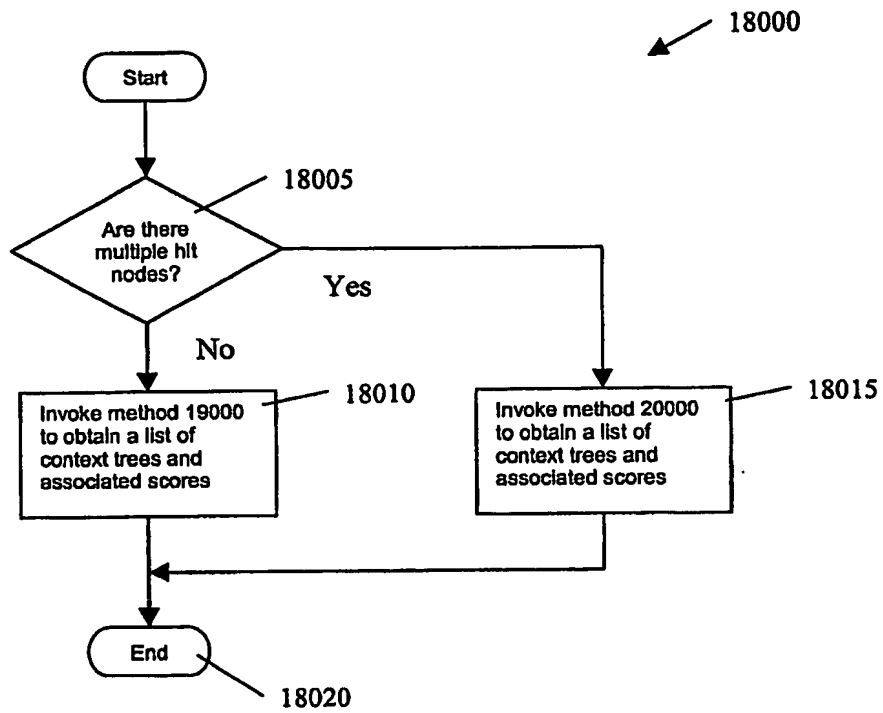 18000
Start
18005
Are there
multiple hit
nodes?
Yes
No
18010
Invoke method 19000
to obtain a list of
context trees and
associated scores
18015
Invoke method 20000
to obtain a list of
context trees and
associated scores
End
18020